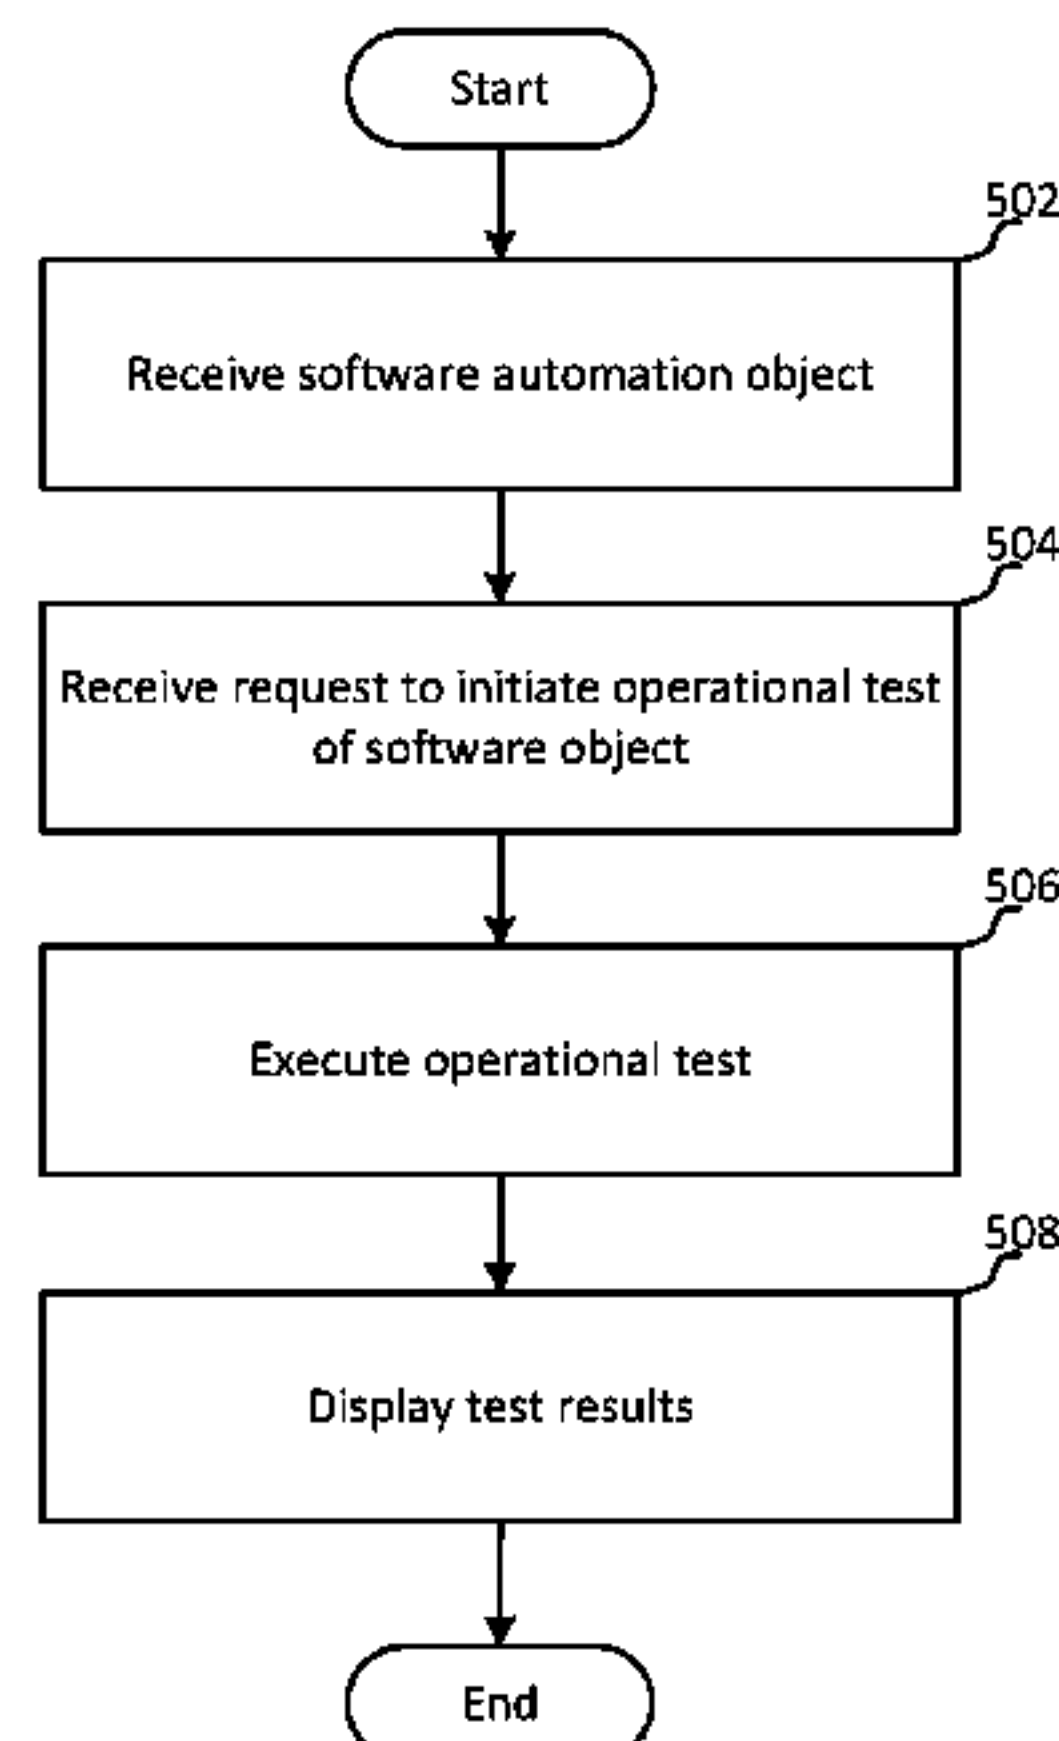 Start
502
Receive software automation object
504
Receive request to initiate operational test
of software object
506
Execute operational test
508
Display test results
End